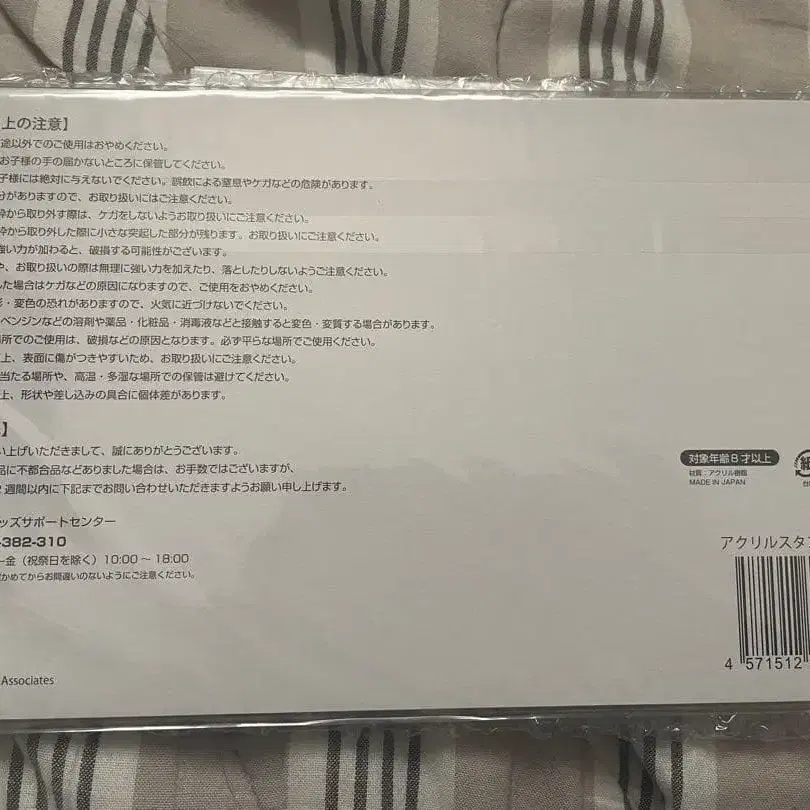 上の注意】
途以外でのご使用はおやめください。
お子様の手の届かないところに保管してください。
子様には絶対に与えないでください。誤飲による窒息やケガなどの危険があります。
分がありますので、お取り扱いにはご注意ください。
枠から取り外す際は、ケガをしないようお取り扱いにご注意ください。
枠から取り外した際に小さな突起した部分が残ります。お取り扱いにご注意ください。
強い力が加わると、破損する可能性がございます。
や、お取り扱いの際は無理に強い力を加えたり、落としたりしないようご注意ください。
した場合はケガなどの原因になりますので、ご使用をおやめください。
形・変色の恐れがありますので、火気に近づけないでください。
ベンジンなどの溶剤や薬品・化粧品・消毒液などと接触すると変色・変質する場合があります。
場所でのご使用は、破損などの原因となります。必ず平らな場所でご使用ください。
上、表面に傷がつきやすいため、お取り扱いにご注意ください。
当たる場所や、高温・多湿な場所での保管は避けてください。
上、形状や差し込みの具合に個体差があります。
】
い上げいただきまして、誠にありがとうございます。
品に不都合品などありました場合は、お手数ではございますが、
週間以内に下記までお問い合わせいただきますようお願い申し上げます。
ッズサポートセンター
-382-310
金（祝祭日を除く）10:00～18:00
かめてからお間違いのないようにご注意ください。
Associates
対象年齢8才以上
材質：アクリル樹脂
MADE IN JAPAN
紙
台
アクリルスタン
4 571512